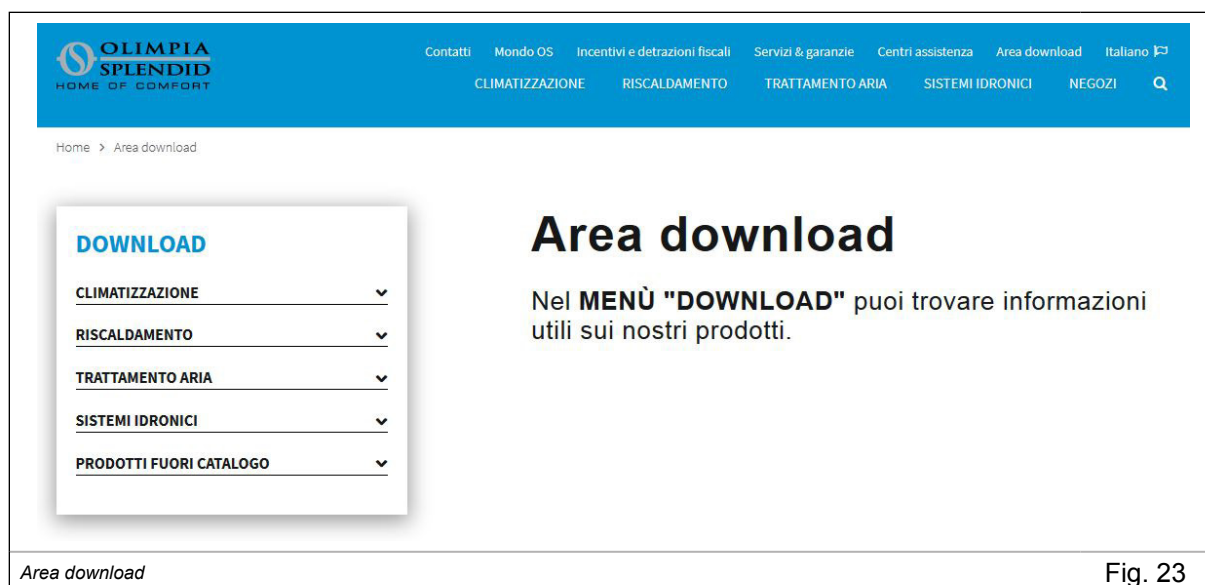 OLIMPIA
SPLENDID
HOME OF COMFORT
Contatti Mondo OS Incentivi e detrazioni fiscali Servizi & garanzie Centri assistenza Area download Italiano
CLIMATIZZAZIONE RISCALDAMENTO TRATTAMENTO ARIA SISTEMI IDRONICI NEGOZI
Home > Area download
DOWNLOAD
CLIMATIZZAZIONE
RISCALDAMENTO
TRATTAMENTO ARIA
SISTEMI IDRONICI
PRODOTTI FUORI CATALOGO
Area download
Nel MENÙ "DOWNLOAD" puoi trovare informazioni
utili sui nostri prodotti.
Area download
Fig. 23